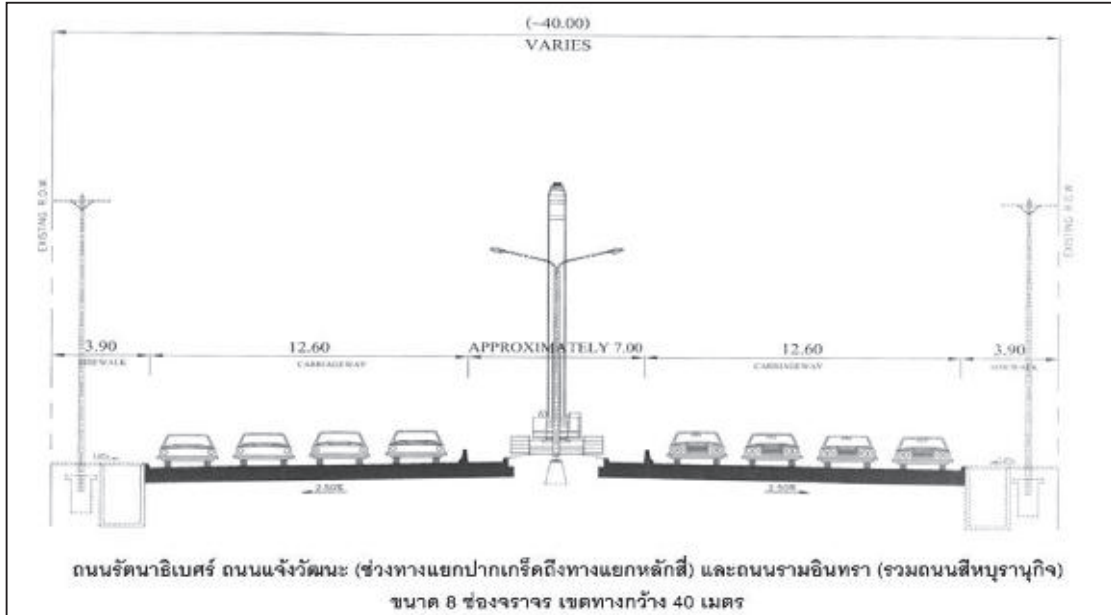 (~40.00)
VARIES
EXISTING R.O.W.
EXISTING R.O.W.
3.90
12.60
APPROXIMATELY 7.00
12.60
3.90
SIDEWALK
CARRIAGEWAY
CARRIAGEWAY
SIDEWALK
2.50%
2.50%
ถนนรัตนาธิเบศร์ ถนนแจ้งวัฒนะ (ช่วงทางแยกปากเกร็ดถึงทางแยกหลักสี่) และถนนรามอินทรา (รวมถนนสีหบุรานุกิจ)
ขนาด 8 ช่องจราจร เขตทางกว้าง 40 เมตร